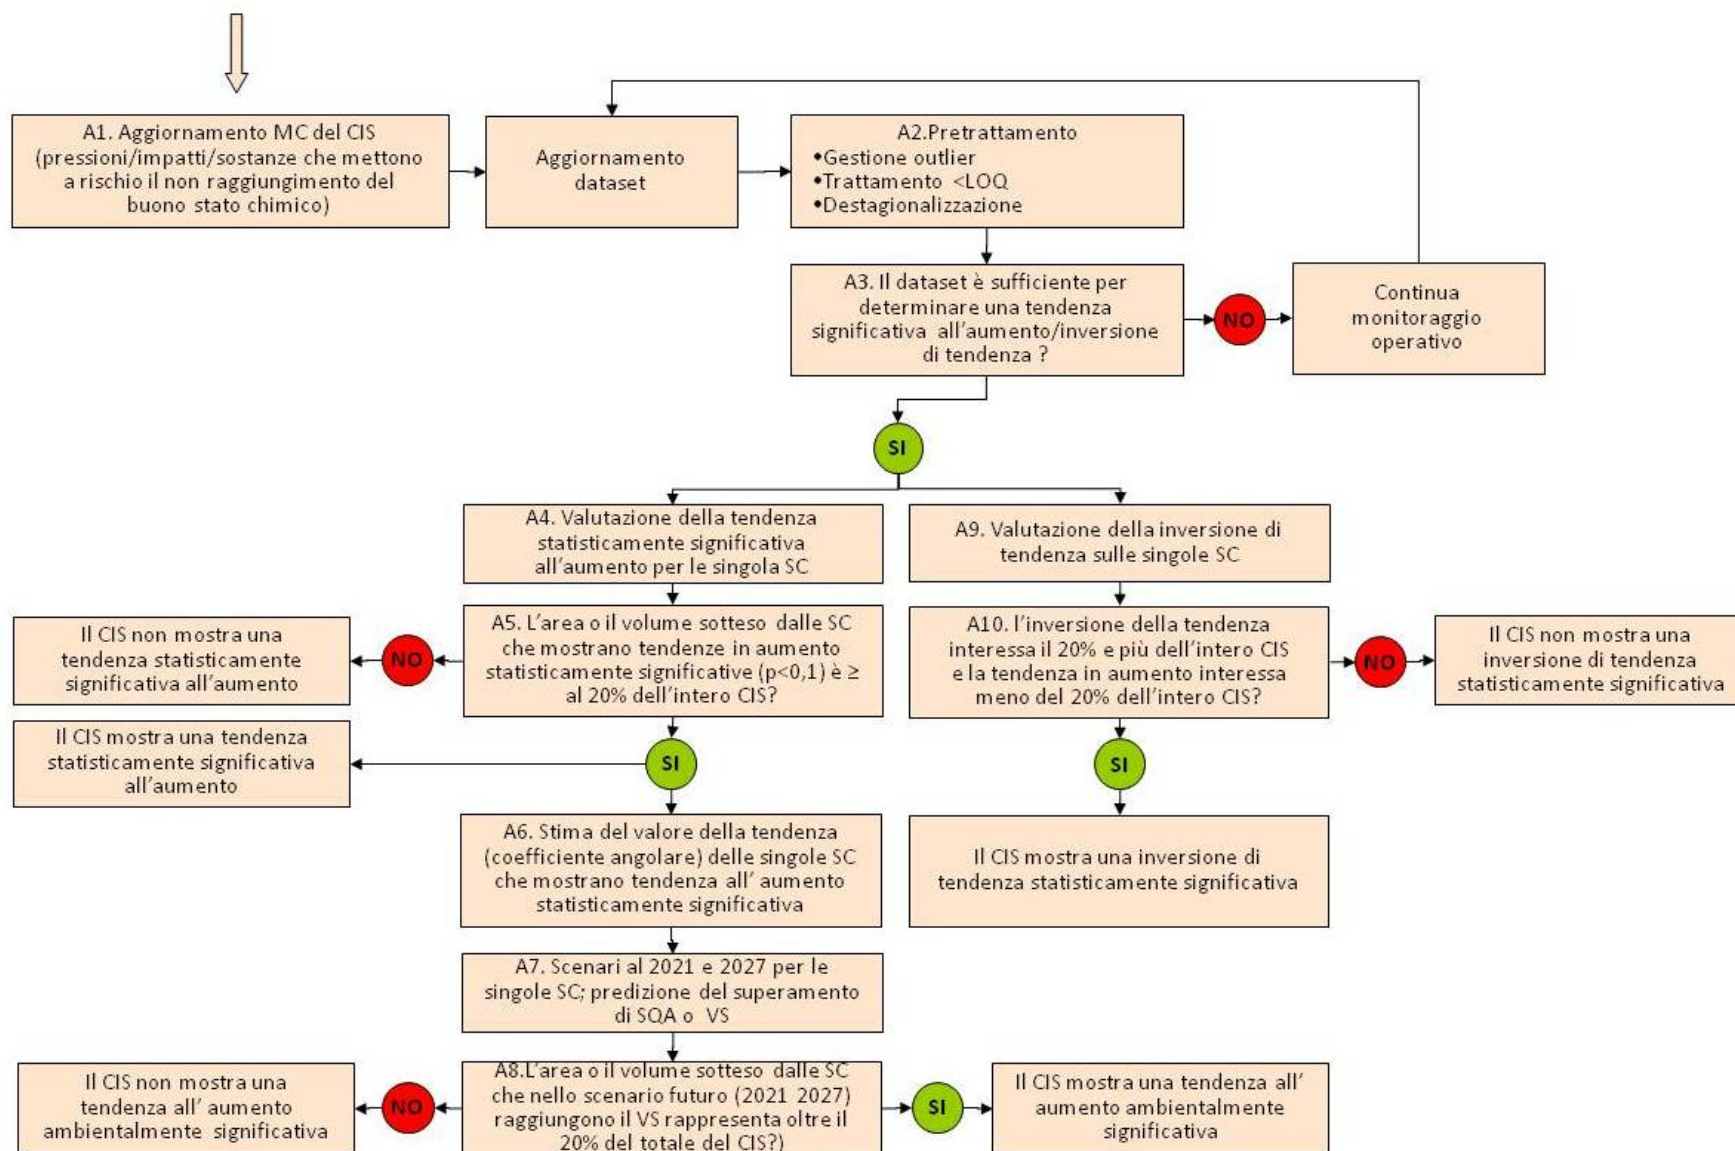 A1. Aggiornamento MC del CIS
(pressioni/impatti/sostanze che mettono
a rischio il non raggiungimento del
buono stato chimico)
Aggiornamento
dataset
A2.Pretrattamento
•Gestione outlier
•Trattamento <LOQ
•Destagionalizzazione
A3. Il dataset è sufficiente per
determinare una tendenza
significativa all'aumento/inversione
di tendenza ?
NO
Continua
monitoraggio
operativo
SI
A4. Valutazione della tendenza
statisticamente significativa
all'aumento per le singola SC
A9. Valutazione della inversione di
tendenza sulle singole SC
Il CIS non mostra una
tendenza statisticamente
significativa all'aumento
NO
A5. L'area o il volume sotteso dalle SC
che mostrano tendenze in aumento
statisticamente significative (p<0,1) è ≥
al 20% dell'intero CIS?
A10. l'inversione della tendenza
interessa il 20% e più dell'intero CIS
e la tendenza in aumento interessa
meno del 20% dell'intero CIS?
NO
Il CIS non mostra una
inversione di tendenza
statisticamente significativa
Il CIS mostra una tendenza
statisticamente significativa
all'aumento
SI
SI
A6. Stima del valore della tendenza
(coefficiente angolare) delle singole SC
che mostrano tendenza all' aumento
statisticamente significativa
Il CIS mostra una inversione di
tendenza statisticamente significativa
A7. Scenari al 2021 e 2027 per le
singole SC; predizione del superamento
di SQA o VS
Il CIS non mostra una
tendenza all' aumento
ambientalmente significativa
NO
A8.L'area o il volume sotteso dalle SC
che nello scenario futuro (2021 2027)
raggiungono il VS rappresenta oltre il
20% del totale del CIS?)
SI
Il CIS mostra una tendenza all'
aumento ambientalmente
significativa